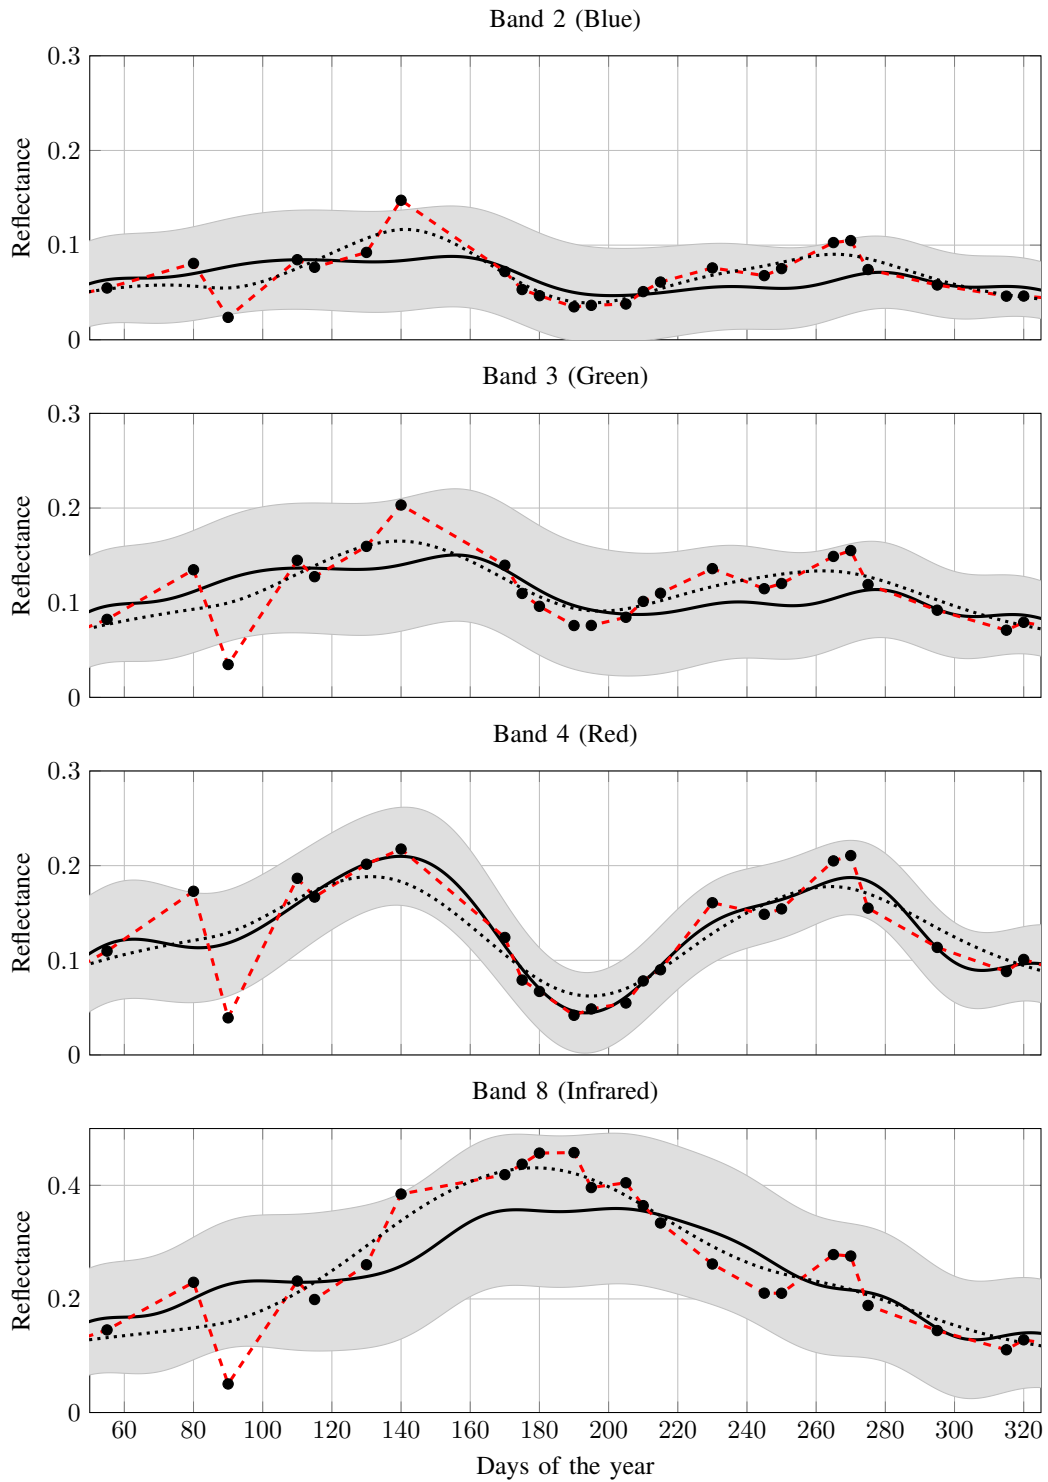 Band 2 (Blue)
0.3
0.2
0.1
0
Reflectance
Band 3 (Green)
0.3
0.2
0.1
0
Reflectance
Band 4 (Red)
0.3
0.2
0.1
0
Reflectance
Band 8 (Infrared)
0.4
0.2
0
Reflectance
60 80 100 120 140 160 180 200 220 240 260 280 300 320
Days of the year